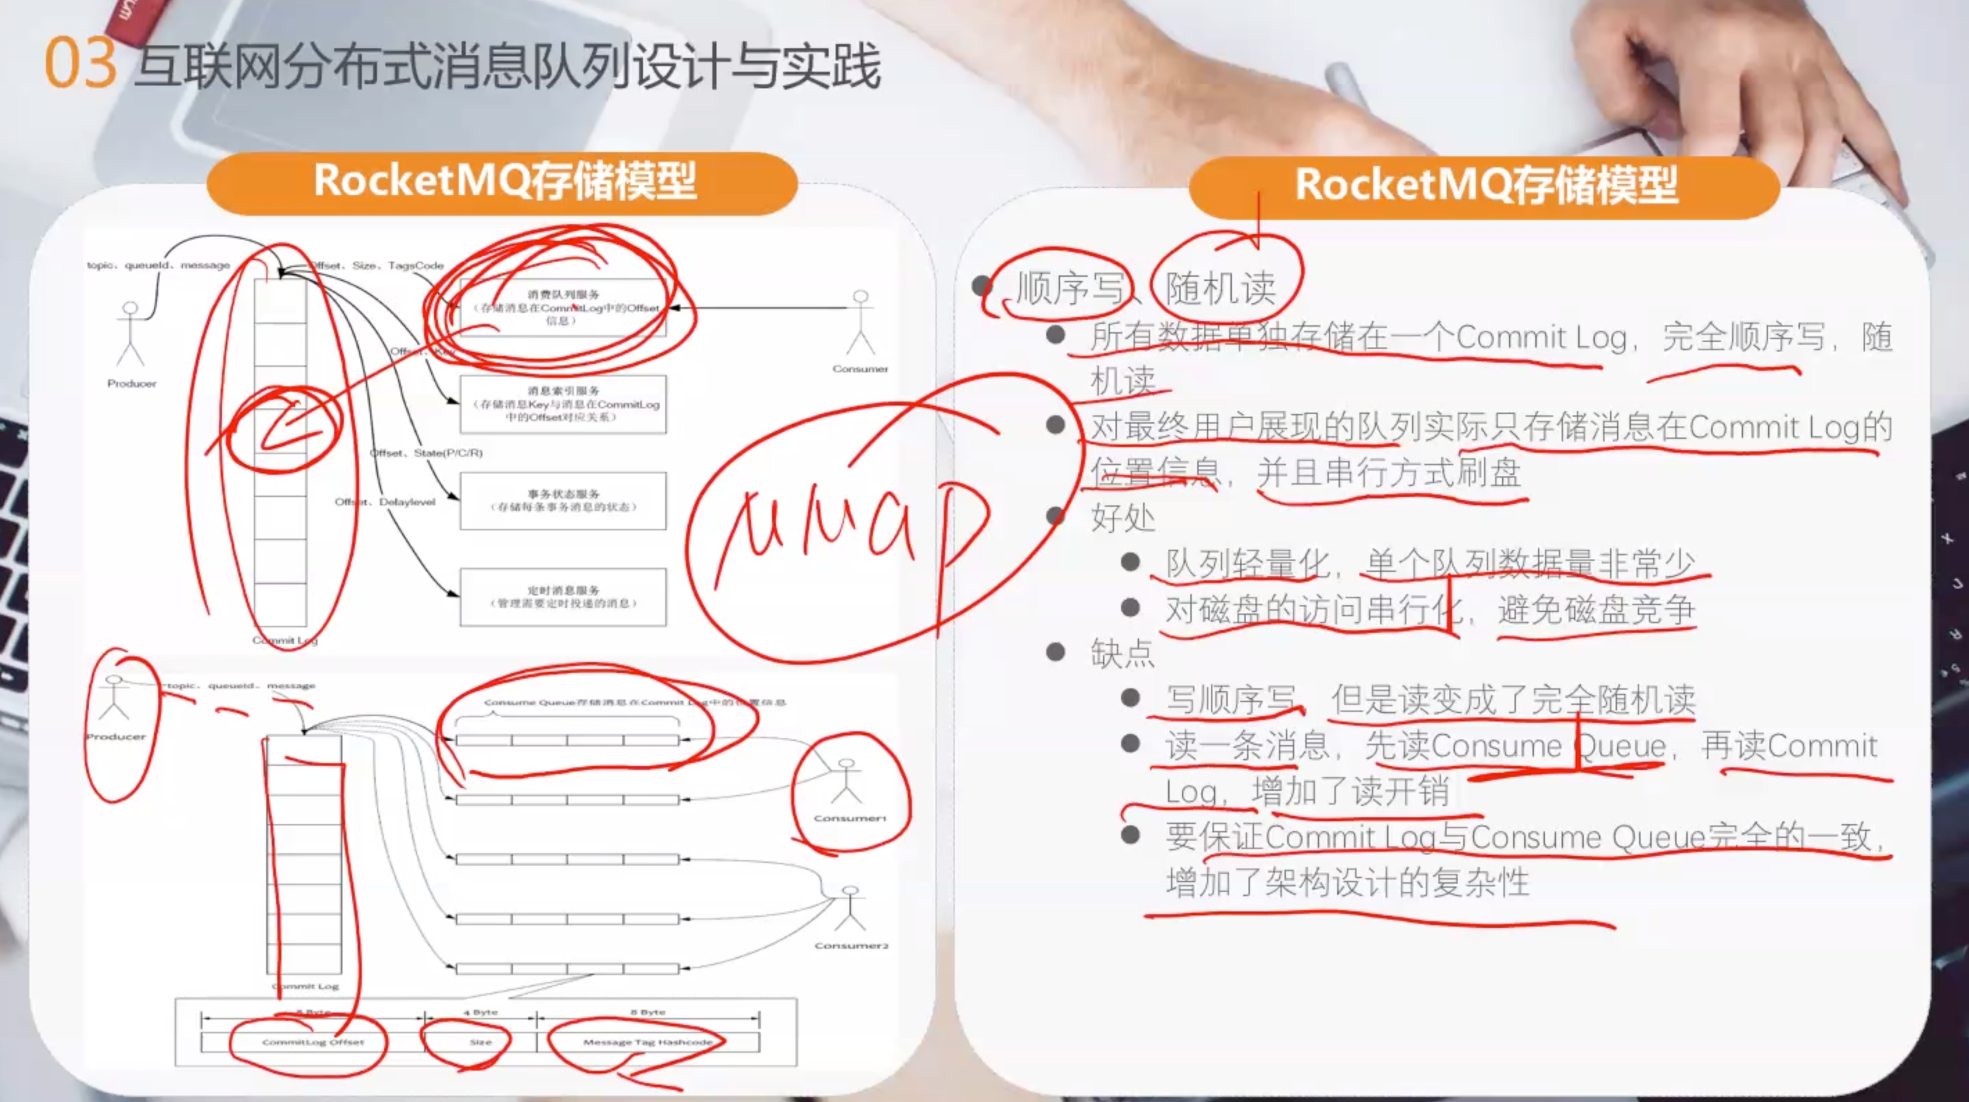 03 互联网分布式消息队列设计与实践
RocketMQ存储模型
topic、queueId、message
Offset、Size、TagsCode
消费队列服务
（存储消息在CommitLog中的Offset
信息）
Producer
Consumer
Offset、Key
消息索引服务
（存储消息Key与消息在CommitLog
中的Offset对应关系）
Offset、State(P/C/R)
事务状态服务
（存储每条事务消息的状态）
Offset、Delaylevel
定时消息服务
（管理需要定时投递的消息）
Commit Log
topic、queueId、message
Consume Queue存储消息在Commit Log中的位置信息
Producer
Consumer1
Consumer2
Commit Log
8 Byte
4 Byte
8 Byte
CommitLog Offset
Size
Message Tag Hashcode
RocketMQ存储模型
顺序写、随机读
所有数据单独存储在一个Commit Log，完全顺序写，随
机读
对最终用户展现的队列实际只存储消息在Commit Log的
位置信息，并且串行方式刷盘
好处
队列轻量化，单个队列数据量非常少
对磁盘的访问串行化，避免磁盘竞争
缺点
写顺序写，但是读变成了完全随机读
读一条消息，先读Consume Queue，再读Commit
Log，增加了读开销
要保证Commit Log与Consume Queue完全的一致，
增加了架构设计的复杂性
MMap